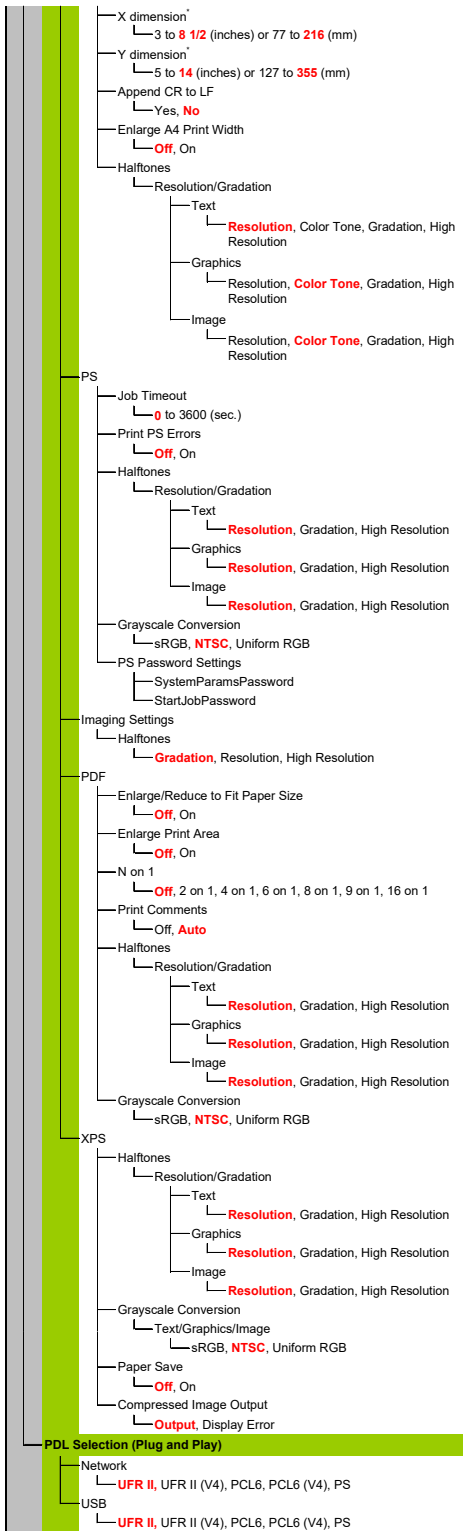 X dimension*
3 to 8 1/2 (inches) or 77 to 216 (mm)
Y dimension*
5 to 14 (inches) or 127 to 355 (mm)
Append CR to LF
Yes, No
Enlarge A4 Print Width
Off, On
Halftones
Resolution/Gradation
Text
Resolution, Color Tone, Gradation, High
Resolution
Graphics
Resolution, Color Tone, Gradation, High
Resolution
Image
Resolution, Color Tone, Gradation, High
Resolution
PS
Job Timeout
0 to 3600 (sec.)
Print PS Errors
Off, On
Halftones
Resolution/Gradation
Text
Resolution, Gradation, High Resolution
Graphics
Resolution, Gradation, High Resolution
Image
Resolution, Gradation, High Resolution
Grayscale Conversion
sRGB, NTSC, Uniform RGB
PS Password Settings
SystemParamsPassword
StartJobPassword
Imaging Settings
Halftones
Gradation, Resolution, High Resolution
PDF
Enlarge/Reduce to Fit Paper Size
Off, On
Enlarge Print Area
Off, On
N on 1
Off, 2 on 1, 4 on 1, 6 on 1, 8 on 1, 9 on 1, 16 on 1
Print Comments
Off, Auto
Halftones
Resolution/Gradation
Text
Resolution, Gradation, High Resolution
Graphics
Resolution, Gradation, High Resolution
Image
Resolution, Gradation, High Resolution
Grayscale Conversion
sRGB, NTSC, Uniform RGB
XPS
Halftones
Resolution/Gradation
Text
Resolution, Gradation, High Resolution
Graphics
Resolution, Gradation, High Resolution
Image
Resolution, Gradation, High Resolution
Grayscale Conversion
Text/Graphics/Image
sRGB, NTSC, Uniform RGB
Paper Save
Off, On
Compressed Image Output
Output, Display Error
PDL Selection (Plug and Play)
Network
UFR II, UFR II (V4), PCL6, PCL6 (V4), PS
USB
UFR II, UFR II (V4), PCL6, PCL6 (V4), PS